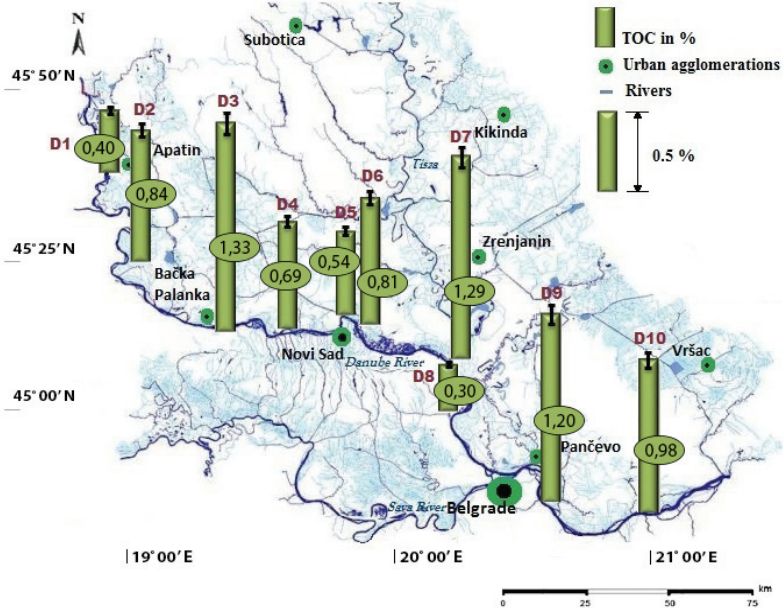 N
Subotica
TOC in %
Urban agglomerations
Rivers
0.5 %
45° 50´ N
D1
D2
D3
0,40
Apatin
0,84
Kikinda
D7
Tisza
D6
D4
D5
45° 25´ N
Bačka
Palanka
1,33
0,69
0,54
0,81
Zrenjanin
1,29
D9
Novi Sad
Danube River
D8
0,30
D10
Vršac
45° 00´ N
1,20
Pančevo
0,98
Sava River
Belgrade
19° 00´ E
20° 00´ E
21° 00´ E
km
0 25 50 75